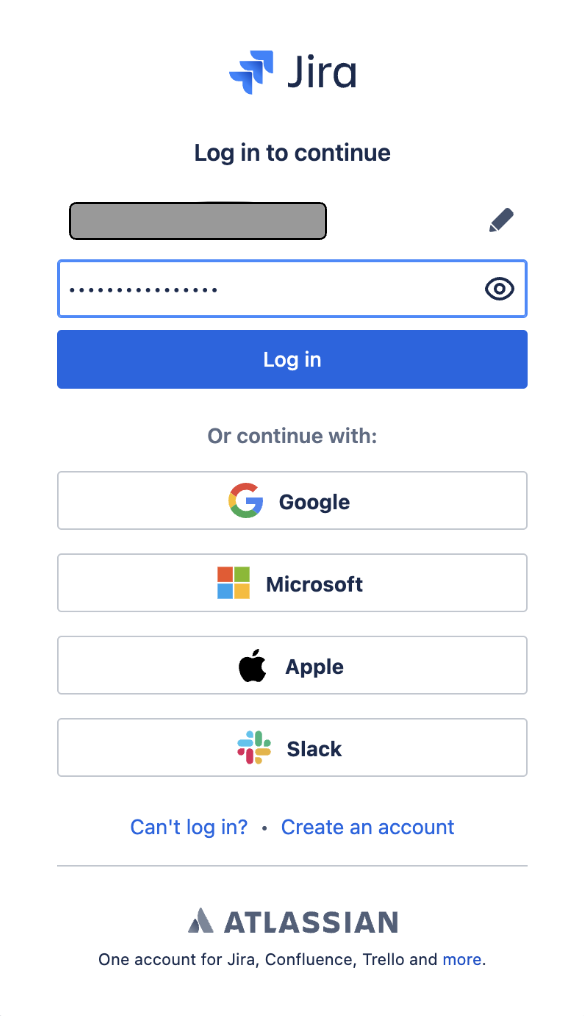 Jira
Log in to continue
••••••••••••••••
Log in
Or continue with:
Google
Microsoft
Apple
Slack
Can't log in? • Create an account
ATLASSIAN
One account for Jira, Confluence, Trello and more.